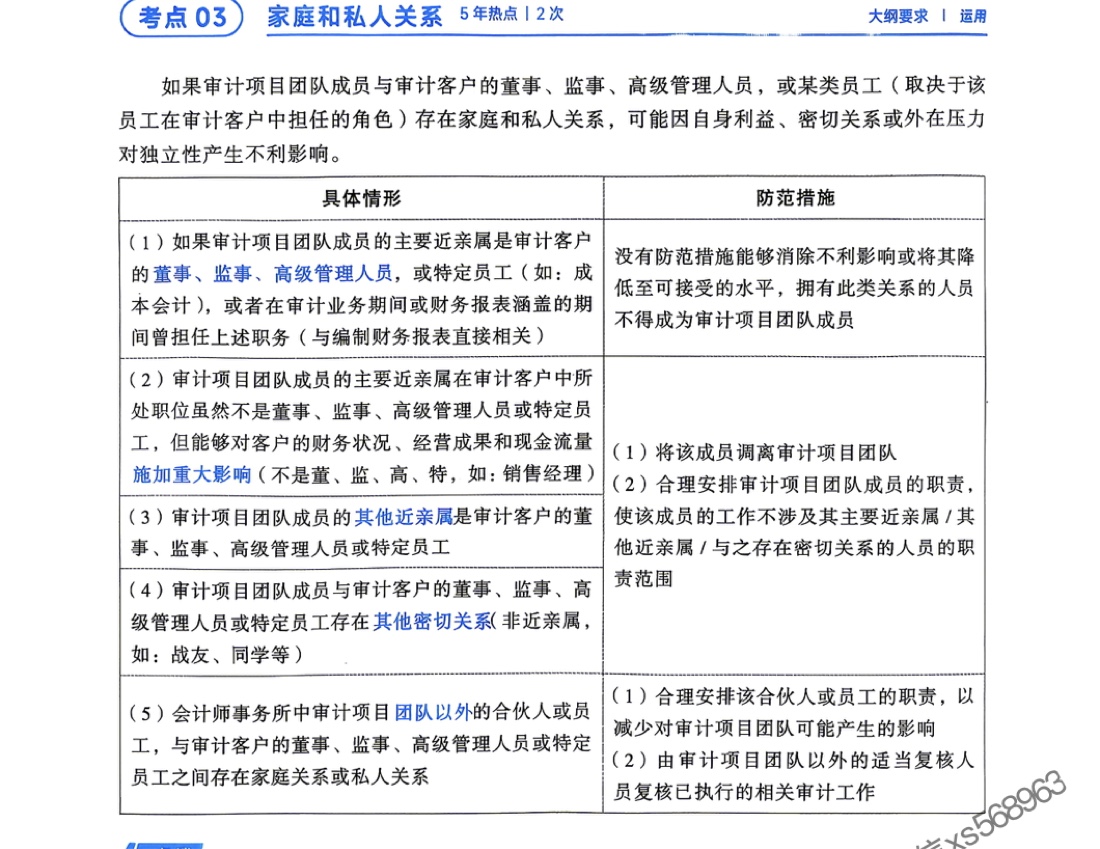 考点 03 家庭和私人关系 5年热点 | 2次 大纲要求 | 运用
如果审计项目团队成员与审计客户的董事、监事、高级管理人员，或某类员工（取决于该
员工在审计客户中担任的角色）存在家庭和私人关系，可能因自身利益、密切关系或外在压力
对独立性产生不利影响。
具体情形
防范措施
（1）如果审计项目团队成员的主要近亲属是审计客户
的董事、监事、高级管理人员，或特定员工（如：成
本会计），或者在审计业务期间或财务报表涵盖的期
间曾担任上述职务（与编制财务报表直接相关）
没有防范措施能够消除不利影响或将其降
低至可接受的水平，拥有此类关系的人员
不得成为审计项目团队成员
（2）审计项目团队成员的主要近亲属在审计客户中所
处职位虽然不是董事、监事、高级管理人员或特定员
工，但能够对客户的财务状况、经营成果和现金流量
施加重大影响（不是董、监、高、特，如：销售经理）
（3）审计项目团队成员的其他近亲属是审计客户的董
事、监事、高级管理人员或特定员工
（4）审计项目团队成员与审计客户的董事、监事、高
级管理人员或特定员工存在其他密切关系（非近亲属，
如：战友、同学等）
（1）将该成员调离审计项目团队
（2）合理安排审计项目团队成员的职责，
使该成员的工作不涉及其主要近亲属/其
他近亲属/与之存在密切关系的人员的职
责范围
（5）会计师事务所中审计项目团队以外的合伙人或员
工，与审计客户的董事、监事、高级管理人员或特定
员工之间存在家庭关系或私人关系
（1）合理安排该合伙人或员工的职责，以
减少对审计项目团队可能产生的影响
（2）由审计项目团队以外的适当复核人
员复核已执行的相关审计工作
xs568963